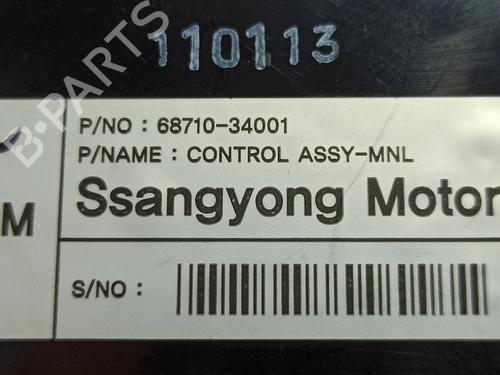 110113
P/NO : 68710-34001
P/NAME : CONTROL ASSY-MNL
M
Ssangyong Motor
S/NO :
B-PARTS